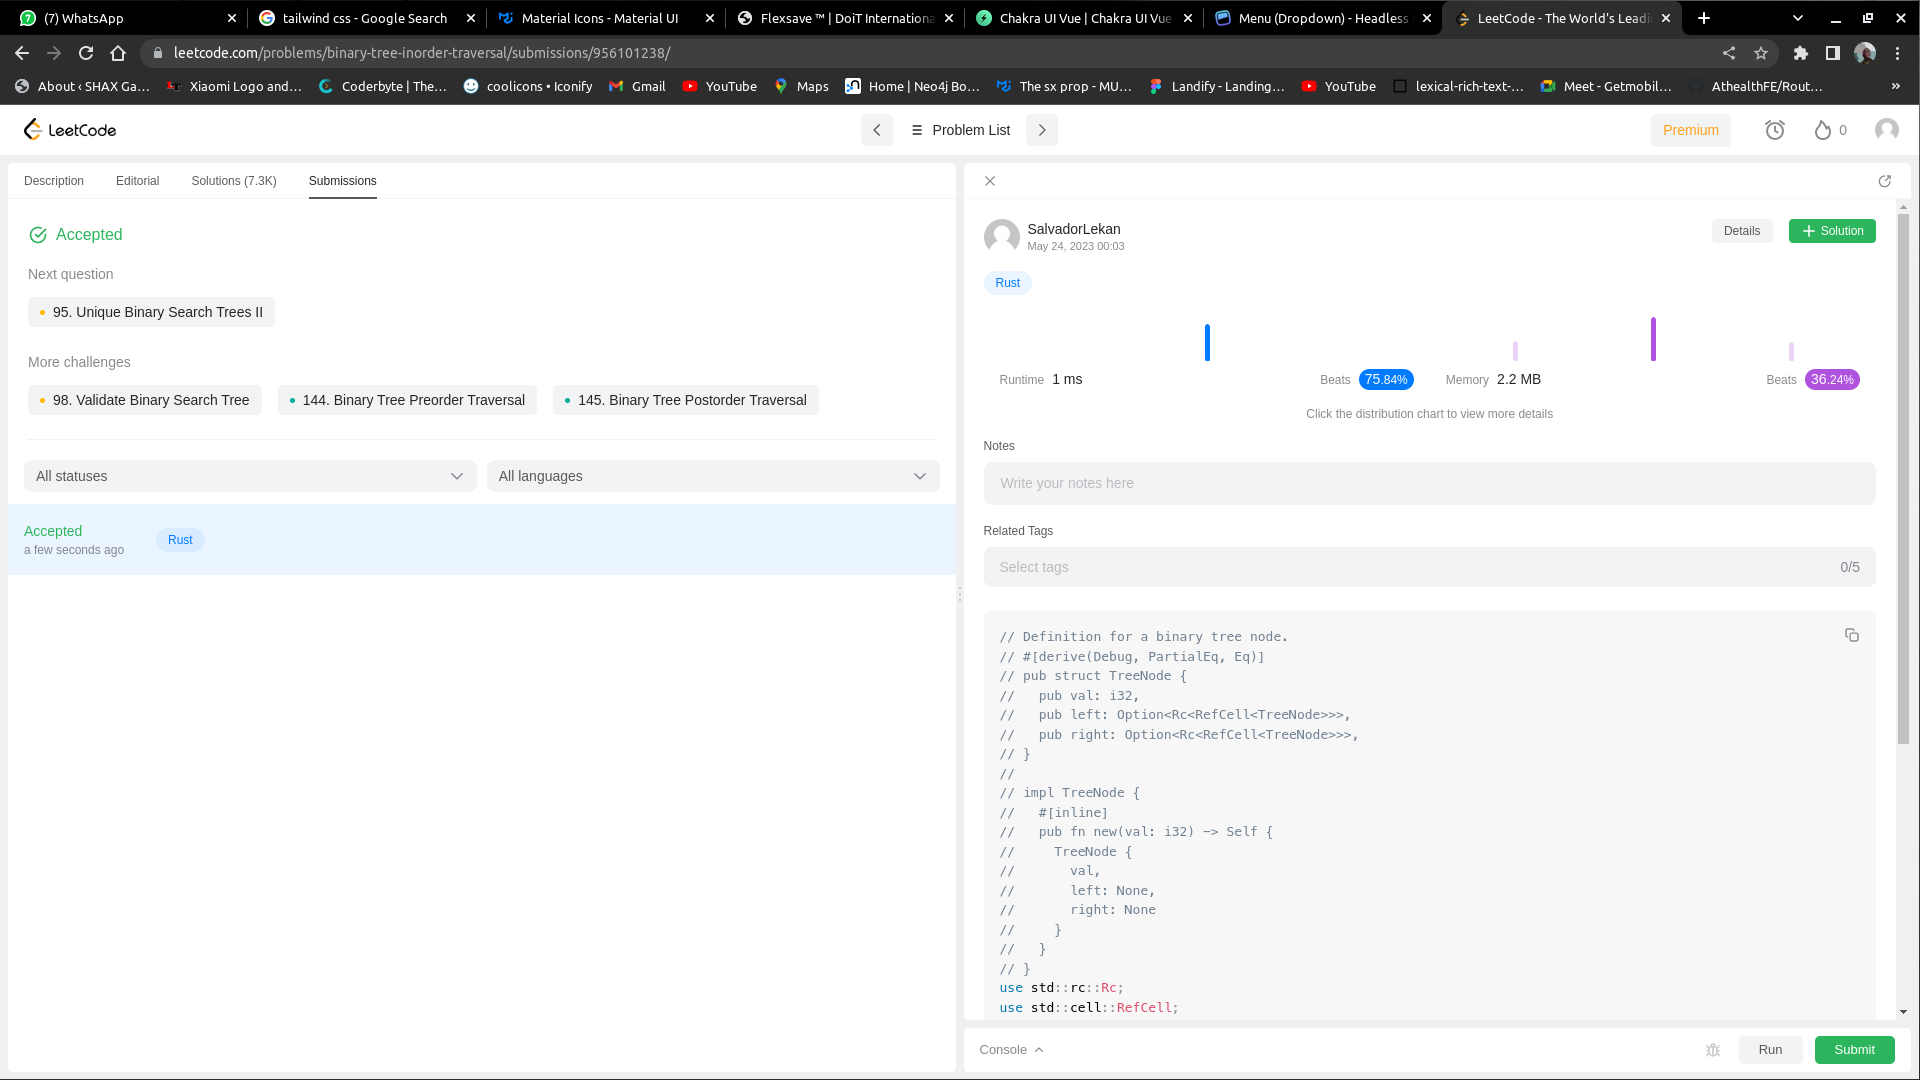 (7) WhatsApp
tailwind css - Google Search
Material Icons - Material UI
Flexsave ™ | DoiT Internationa
Chakra UI Vue | Chakra UI Vue
Menu (Dropdown) - Headless
LeetCode - The World's Leadi
leetcode.com/problems/binary-tree-inorder-traversal/submissions/956101238/
About ‹ SHAX Ga...
Xiaomi Logo and...
Coderbyte | The...
coolicons • Iconify
Gmail
YouTube
Maps
Home | Neo4j Bo...
The sx prop - MU...
Landify - Landing...
YouTube
lexical-rich-text-...
Meet - Getmobil...
AthealthFE/Rout...
»
LeetCode
Problem List
Premium
0
Description
Editorial
Solutions (7.3K)
Submissions
Accepted
Next question
95. Unique Binary Search Trees II
More challenges
98. Validate Binary Search Tree
144. Binary Tree Preorder Traversal
145. Binary Tree Postorder Traversal
All statuses
All languages
Accepted
a few seconds ago
Rust
SalvadorLekan
May 24, 2023 00:03
Details
Solution
Rust
Runtime 1 ms
Beats 75.84%
Memory 2.2 MB
Beats 36.24%
Click the distribution chart to view more details
Notes
Write your notes here
Related Tags
Select tags
0/5
// Definition for a binary tree node.
// #[derive(Debug, PartialEq, Eq)]
// pub struct TreeNode {
//   pub val: i32,
//   pub left: Option<Rc<RefCell<TreeNode>>>,
//   pub right: Option<Rc<RefCell<TreeNode>>>,
// }
//
// impl TreeNode {
//   #[inline]
//   pub fn new(val: i32) -> Self {
//     TreeNode {
//       val,
//       left: None,
//       right: None
//     }
//   }
// }
use std::rc::Rc;
use std::cell::RefCell;
Console
Run
Submit